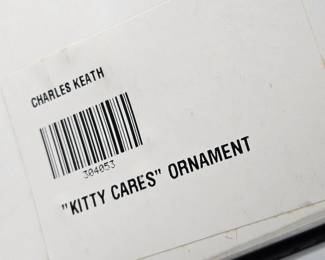 CHARLES KEATH
304053
"KITTY CARES" ORNAMENT